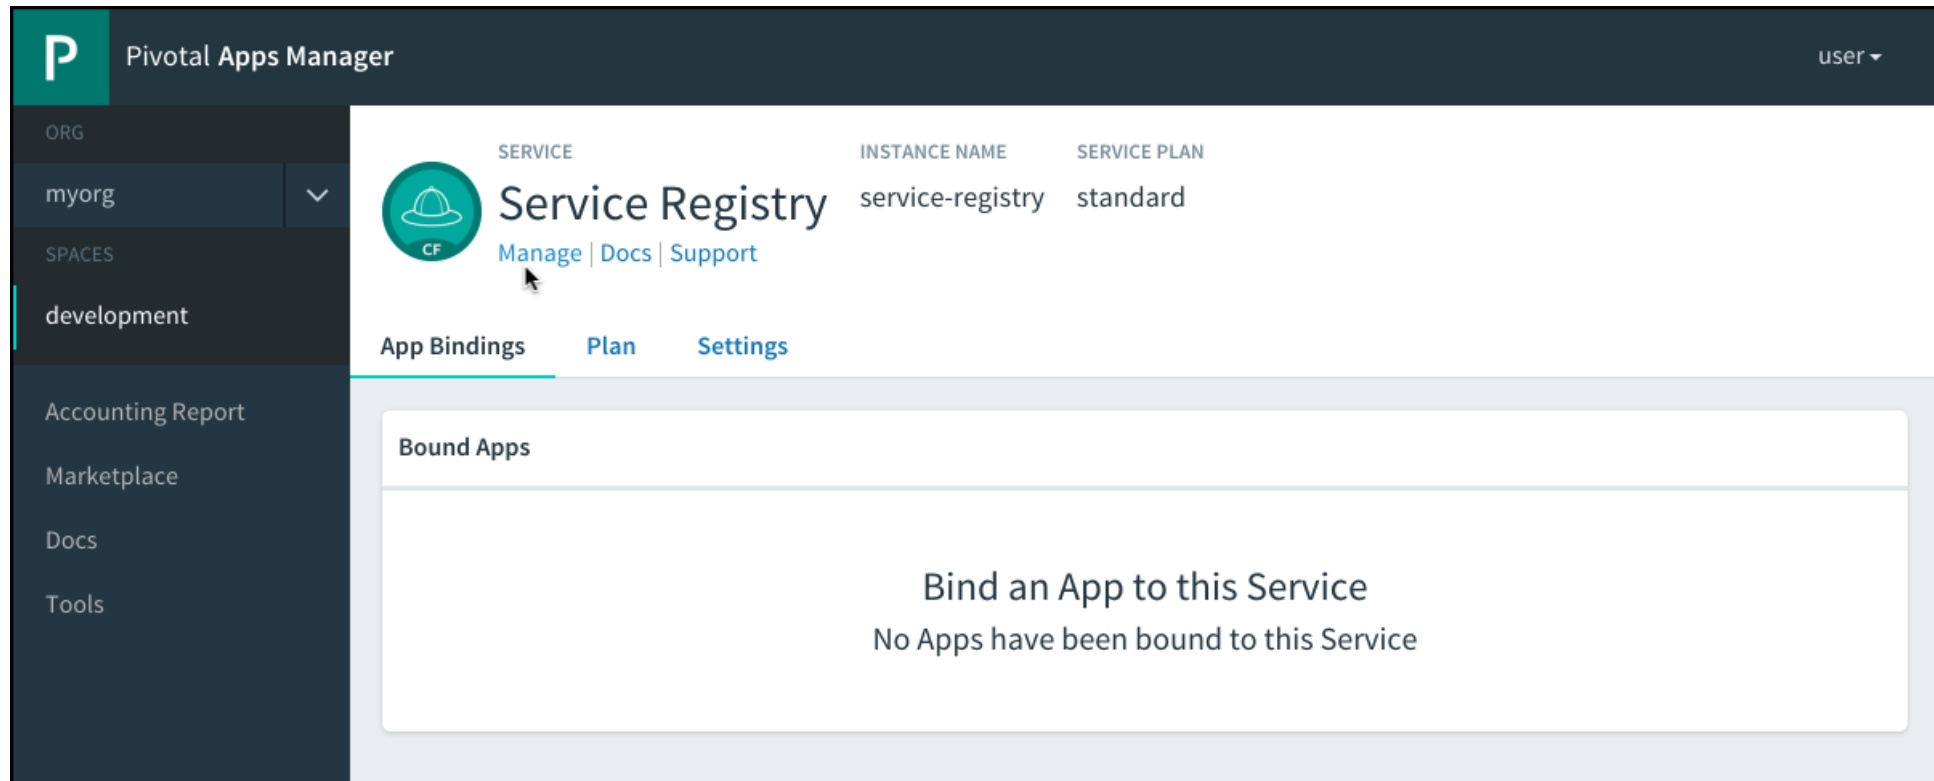 P
Pivotal Apps Manager
user
ORG
myorg
SPACES
development
Accounting Report
Marketplace
Docs
Tools
CF
SERVICE
Service Registry
Manage | Docs | Support
INSTANCE NAME
service-registry
SERVICE PLAN
standard
App Bindings
Plan
Settings
Bound Apps
Bind an App to this Service
No Apps have been bound to this Service